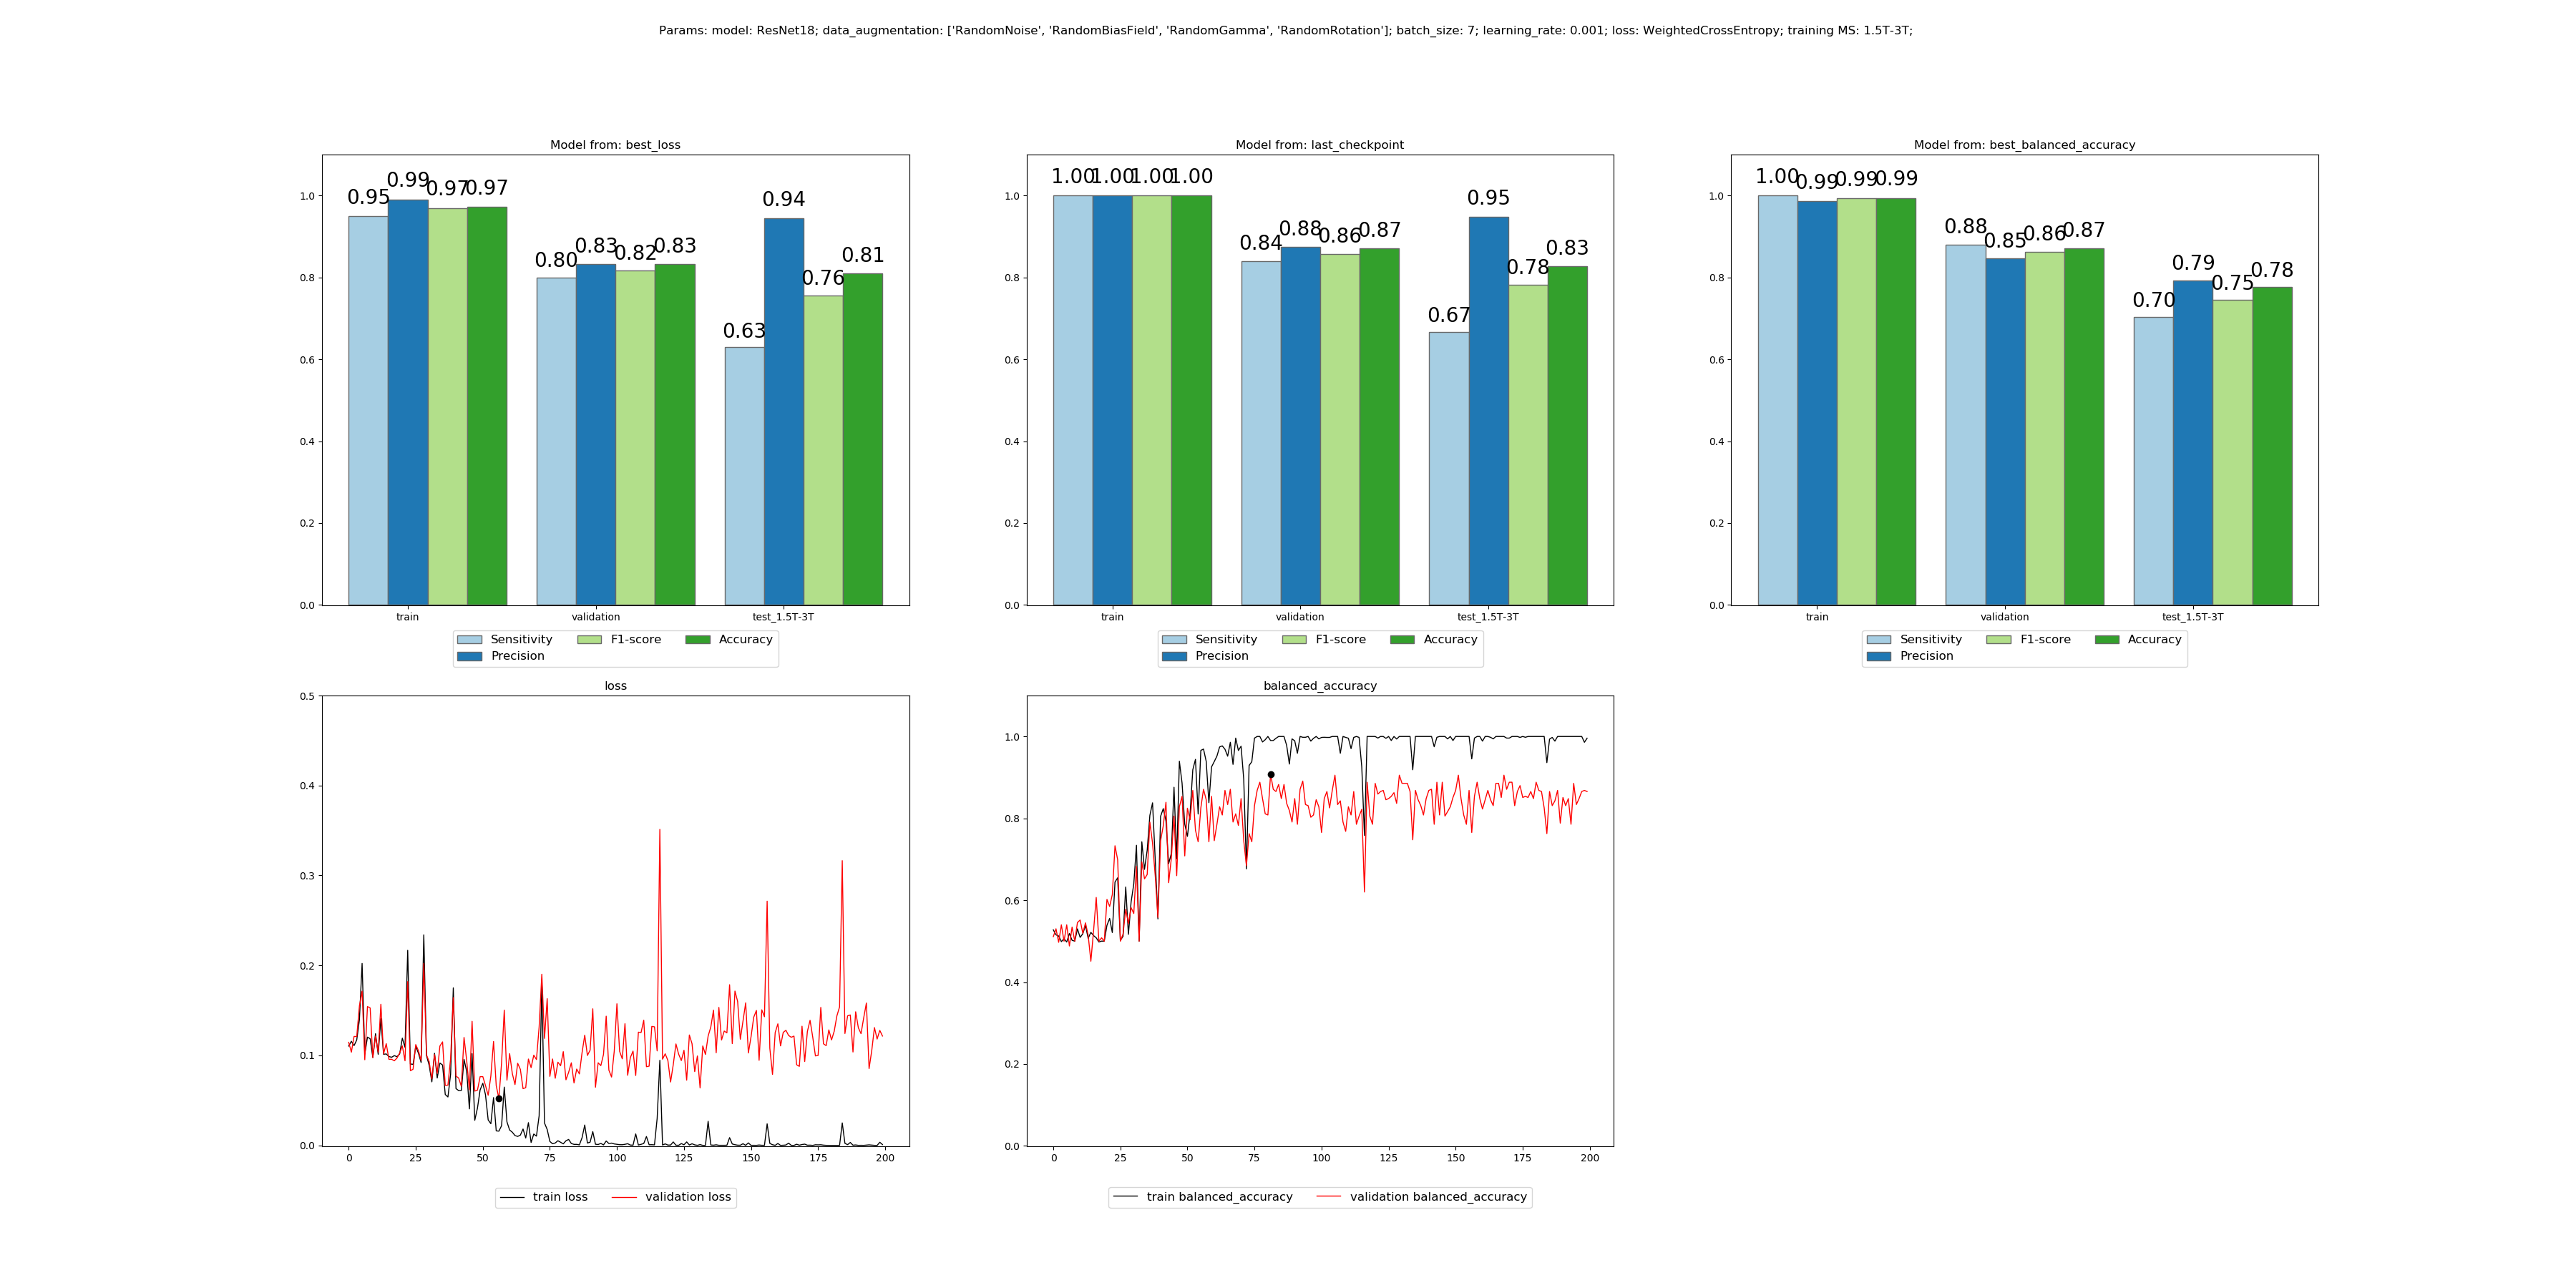 Params: model: ResNet18; data_augmentation: ['RandomNoise', 'RandomBiasField', 'RandomGamma', 'RandomRotation']; batch_size: 7; learning_rate: 0.001; loss: WeightedCrossEntropy; training MS: 1.5T-3T;
Model from: best_loss
1.0
0.8
0.6
0.4
0.2
0.0
0.95 0.99 0.97 0.97
0.80 0.83 0.82 0.83
0.63 0.94 0.76 0.81
train validation test_1.5T-3T
Sensitivity F1-score Accuracy
Precision
Model from: last_checkpoint
1.0
0.8
0.6
0.4
0.2
0.0
1.00 1.00 1.00 1.00
0.84 0.88 0.86 0.87
0.67 0.95 0.78 0.83
train validation test_1.5T-3T
Sensitivity F1-score Accuracy
Precision
Model from: best_balanced_accuracy
1.0
0.8
0.6
0.4
0.2
0.0
1.00 0.99 0.99 0.99
0.88 0.85 0.86 0.87
0.70 0.79 0.75 0.78
train validation test_1.5T-3T
Sensitivity F1-score Accuracy
Precision
loss
0.5
0.4
0.3
0.2
0.1
0.0
0 25 50 75 100 125 150 175 200
train loss validation loss
balanced_accuracy
1.0
0.8
0.6
0.4
0.2
0.0
0 25 50 75 100 125 150 175 200
train balanced_accuracy validation balanced_accuracy